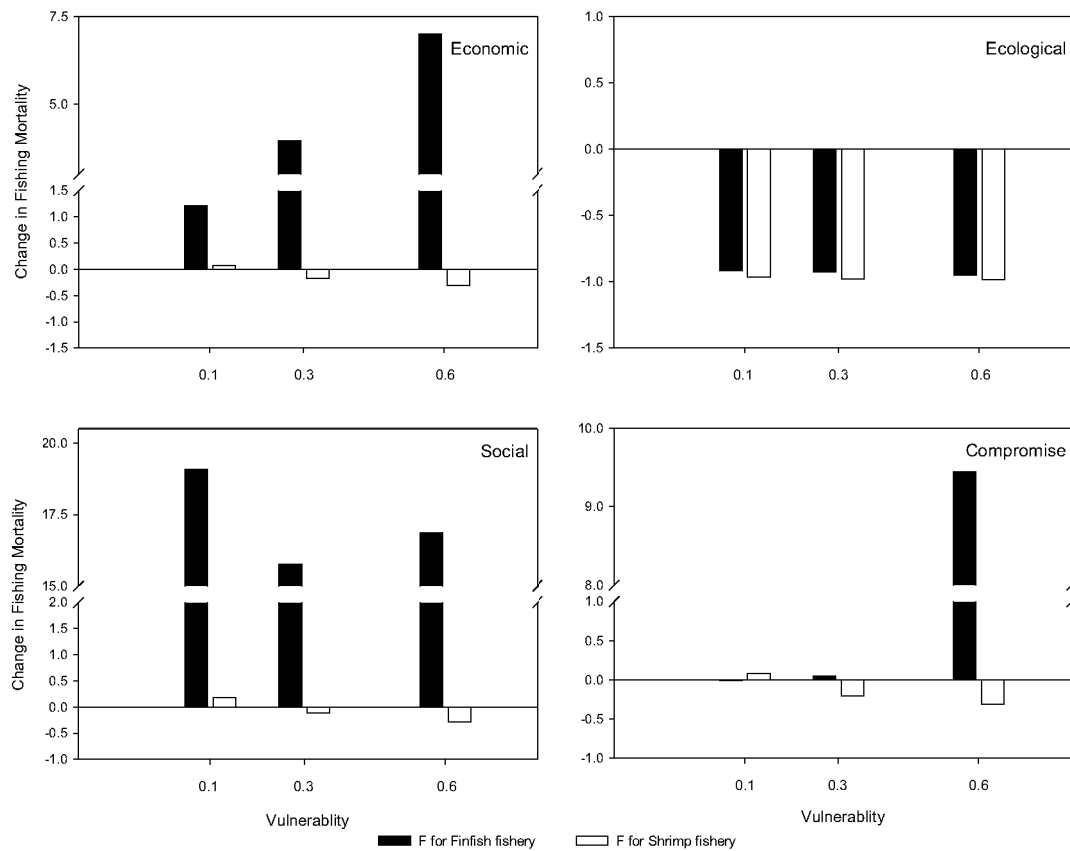 Economic
Change in Fishing Mortality
7.5
5.0
1.5
1.0
0.5
0.0
-0.5
-1.0
-1.5
0.1 0.3 0.6
Ecological
1.0
0.5
0.0
-0.5
-1.0
-1.5
0.1 0.3 0.6
Social
Change in Fishing Mortality
20.0
17.5
15.0
2.0
1.5
1.0
0.5
0.0
-0.5
-1.0
0.1 0.3 0.6
Vulnerablity
Compromise
10.0
9.0
8.0
1.0
0.5
0.0
-0.5
-1.0
0.1 0.3 0.6
Vulnerablity
F for Finfish fishery F for Shrimp fishery